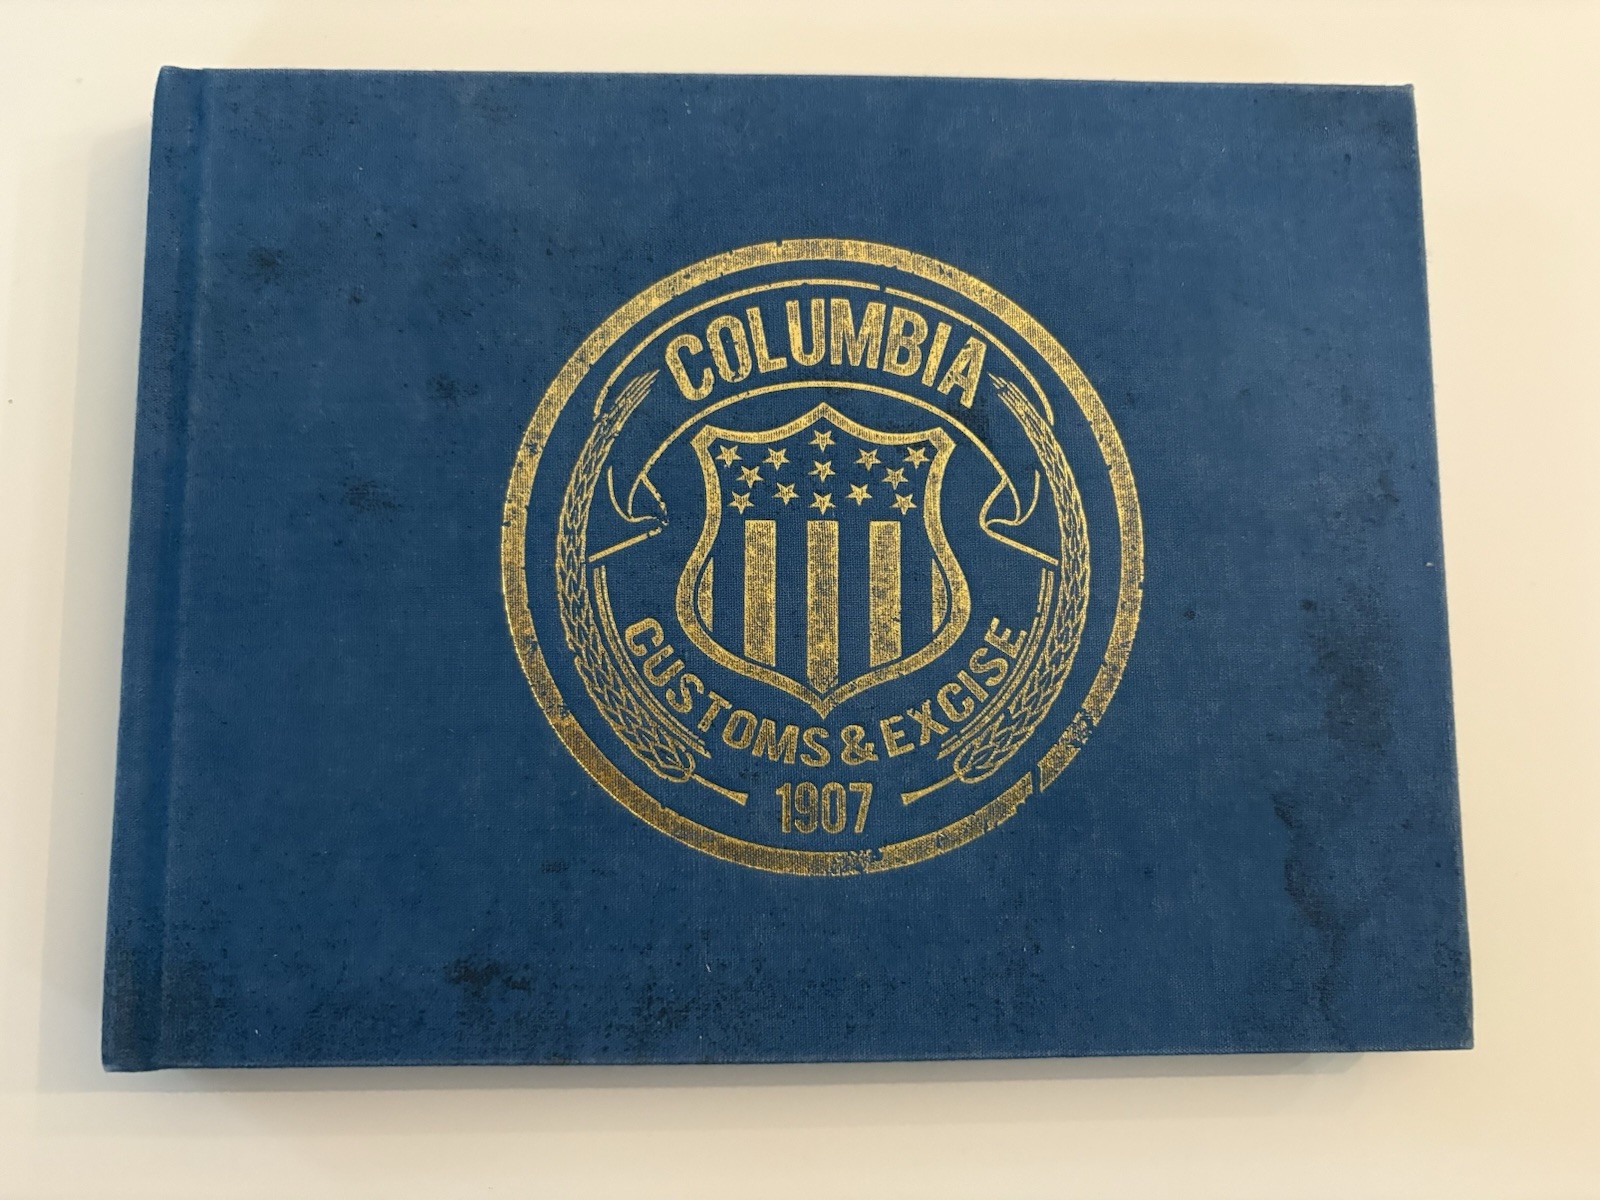 COLUMBIA
CUSTOMS & EXCISE
1907